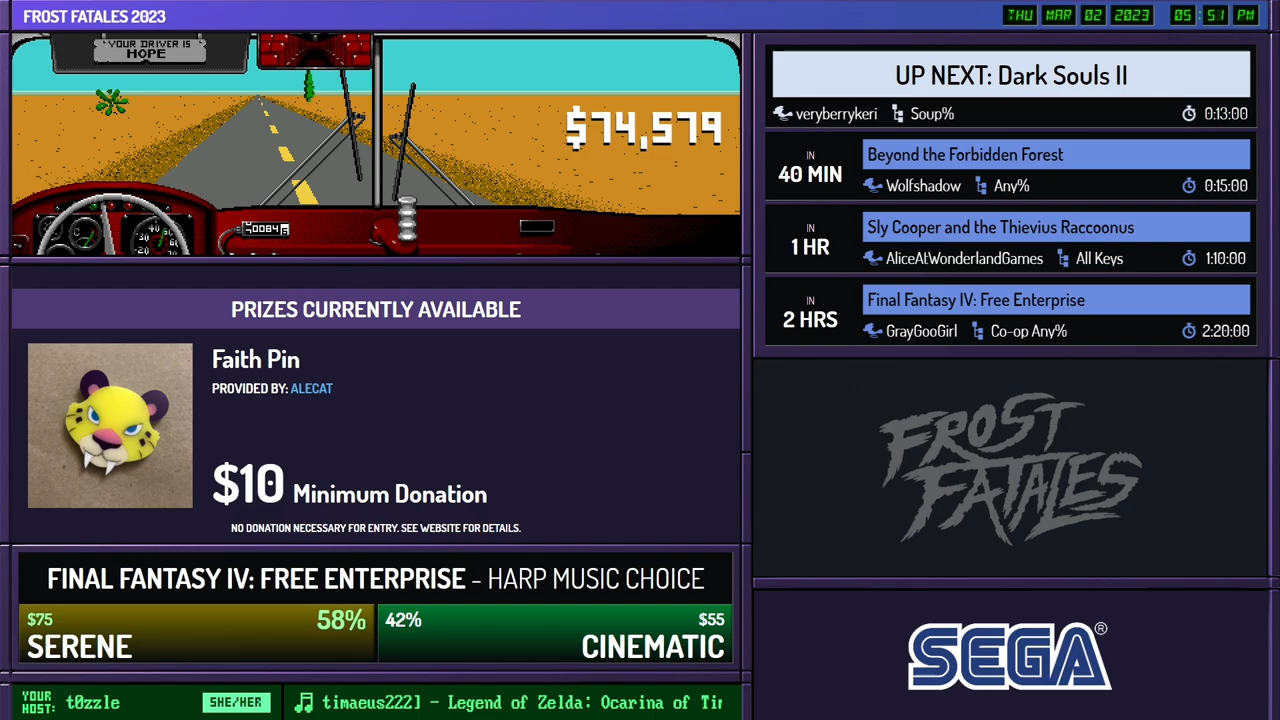 FROST FATALES 2023
THU MAR 02 2023 05:51 PM
YOUR DRIVER IS
HOPE
$74,579
PRIZES CURRENTLY AVAILABLE
Faith Pin
PROVIDED BY: ALECAT
$10 Minimum Donation
NO DONATION NECESSARY FOR ENTRY. SEE WEBSITE FOR DETAILS.
FINAL FANTASY IV: FREE ENTERPRISE - HARP MUSIC CHOICE
$75 58% 42% $55
SERENE CINEMATIC
YOUR HOST: t0zzle SHE/HER
timaeus222] - Legend of Zelda: Ocarina of Tir
UP NEXT: Dark Souls II
veryberrykeri Soup% 0:13:00
IN 40 MIN
Beyond the Forbidden Forest
Wolfshadow Any% 0:15:00
IN 1 HR
Sly Cooper and the Thievius Raccoonus
AliceAtWonderlandGames All Keys 1:10:00
IN 2 HRS
Final Fantasy IV: Free Enterprise
GrayGooGirl Co-op Any% 2:20:00
FROST
FATALES
SEGA®